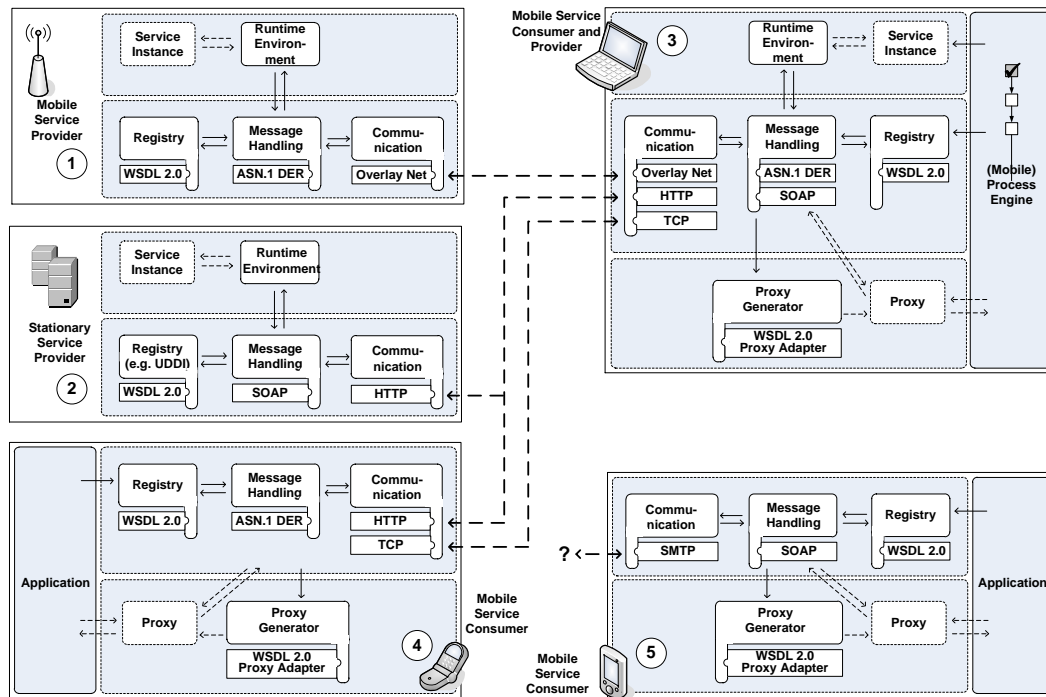 Mobile
Service
Provider
1
Service
Instance
Runtime
Environ-
ment
Registry
WSDL 2.0
Message
Handling
ASN.1 DER
Commu-
nication
Overlay Net
Stationary
Service
Provider
2
Service
Instance
Runtime
Environment
Registry
(e.g. UDDI)
WSDL 2.0
Message
Handling
SOAP
Commu-
nication
HTTP
Mobile Service
Consumer and
Provider
3
Runtime
Environ-
ment
Service
Instance
Commu-
nication
Overlay Net
HTTP
TCP
Message
Handling
ASN.1 DER
SOAP
Registry
WSDL 2.0
(Mobile)
Process
Engine
Proxy
Generator
WSDL 2.0
Proxy Adapter
Proxy
Application
Registry
WSDL 2.0
Message
Handling
ASN.1 DER
Commu-
nication
HTTP
TCP
Proxy
Proxy
Generator
WSDL 2.0
Proxy Adapter
4
Mobile
Service
Consumer
?
Commu-
nication
SMTP
Message
Handling
SOAP
Registry
WSDL 2.0
Application
Proxy
Generator
WSDL 2.0
Proxy Adapter
Proxy
5
Mobile
Service
Consumer